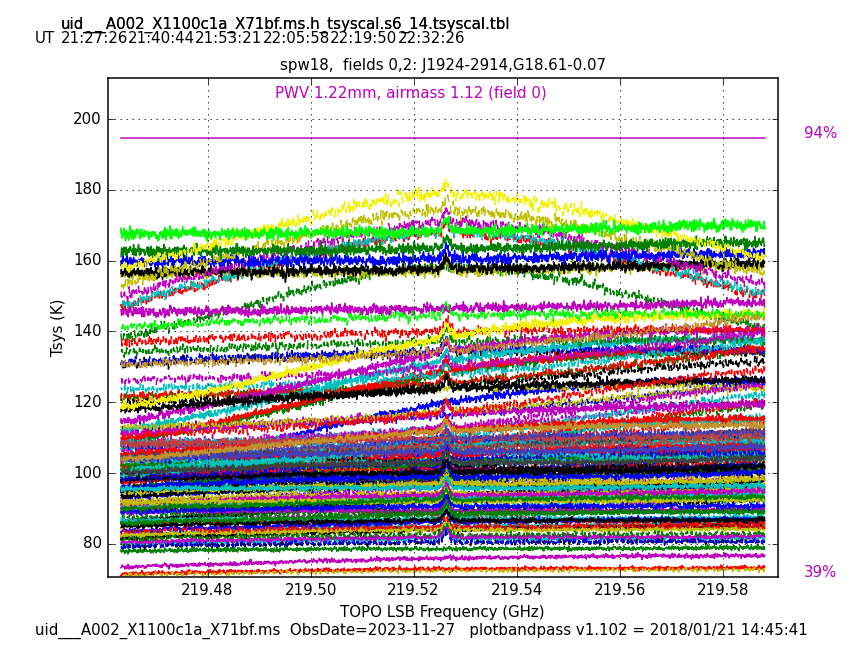 uid___A002_X1100c1a_X71bf.ms.h_tsyscal.s6_14.tsyscal.tbl
UT 21:27:26 21:40:44 21:53:21 22:05:58 22:19:50 22:32:26
spw18,  fields 0,2: J1924-2914,G18.61-0.07
PWV 1.22mm, airmass 1.12 (field 0)
200
94%
180
160
Tsys (K)
140
120
100
80
39%
219.48 219.50 219.52 219.54 219.56 219.58
TOPO LSB Frequency (GHz)
uid___A002_X1100c1a_X71bf.ms  ObsDate=2023-11-27   plotbandpass v1.102 = 2018/01/21 14:45:41